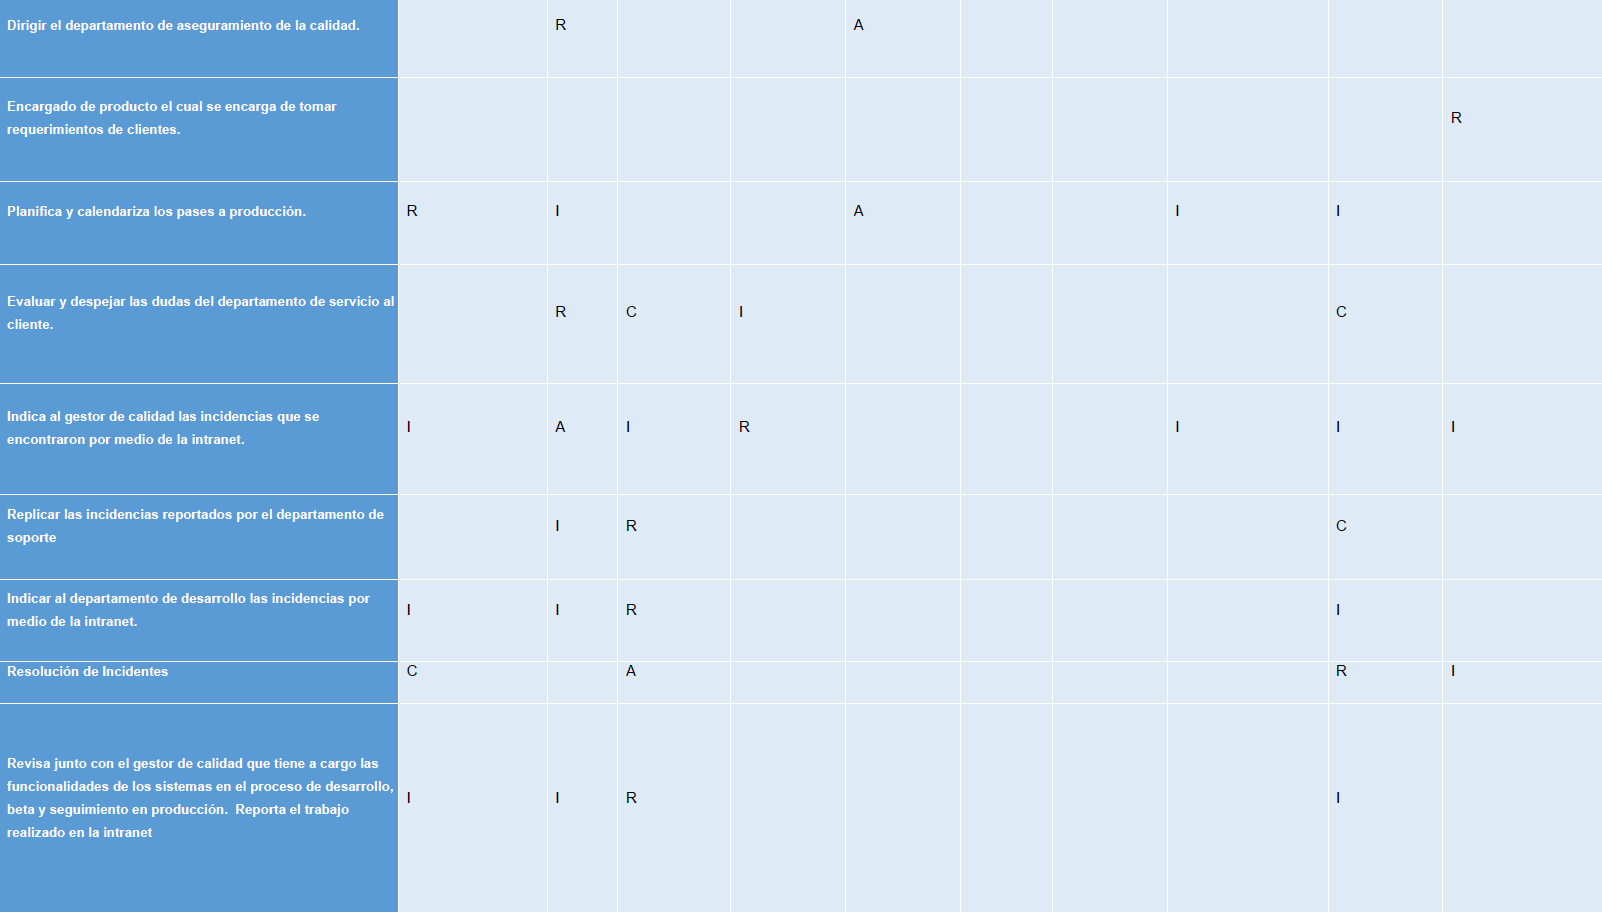 Dirigir el departamento de aseguramiento de la calidad. R A
Encargado de producto el cual se encarga de tomar
requerimientos de clientes. R
Planifica y calendariza los pases a producción. R I A I I
Evaluar y despejar las dudas del departamento de servicio al
cliente. R C I C
Indica al gestor de calidad las incidencias que se
encontraron por medio de la intranet. I A I R I I I
Replicar las incidencias reportados por el departamento de
soporte I R C
Indicar al departamento de desarrollo las incidencias por
medio de la intranet. I I R I
Resolución de Incidentes C A R I
Revisa junto con el gestor de calidad que tiene a cargo las
funcionalidades de los sistemas en el proceso de desarrollo,
beta y seguimiento en producción.  Reporta el trabajo
realizado en la intranet I I R I